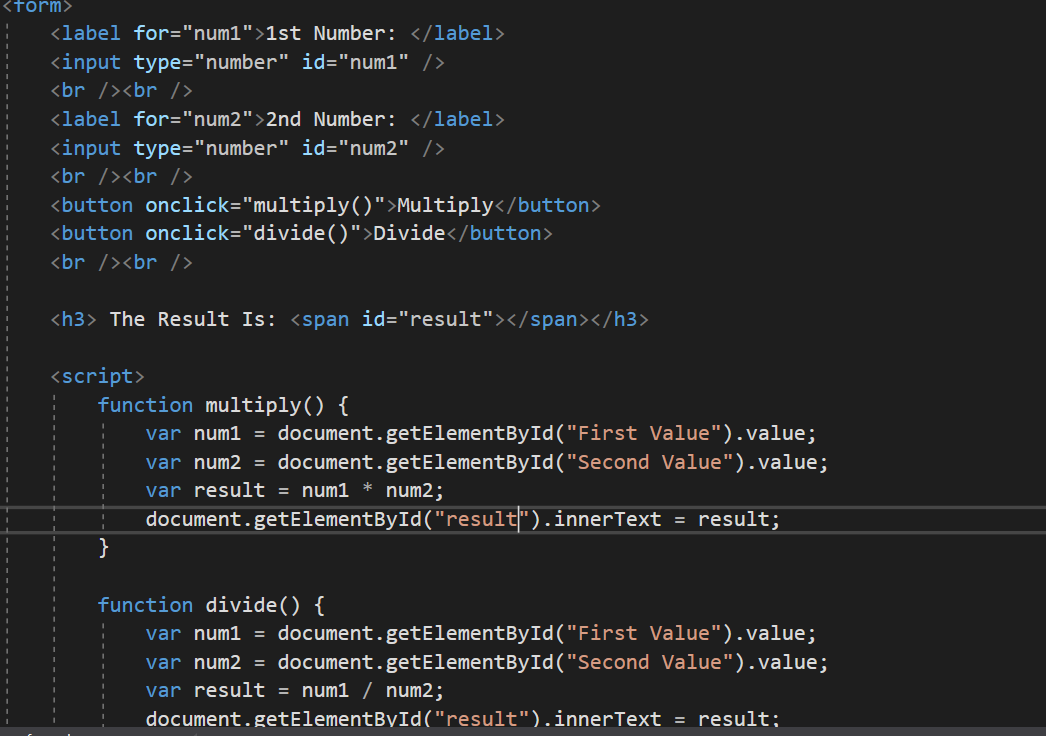 <form>
<label for="num1">1st Number: </label>
<input type="number" id="num1" />
<br /><br />
<label for="num2">2nd Number: </label>
<input type="number" id="num2" />
<br /><br />
<button onclick="multiply()">Multiply</button>
<button onclick="divide()">Divide</button>
<br /><br />
<h3> The Result Is: <span id="result"></span></h3>
<script>
function multiply() {
var num1 = document.getElementById("First Value").value;
var num2 = document.getElementById("Second Value").value;
var result = num1 * num2;
document.getElementById("result").innerText = result;
}
function divide() {
var num1 = document.getElementById("First Value").value;
var num2 = document.getElementById("Second Value").value;
var result = num1 / num2;
document.getElementById("result").innerText = result;